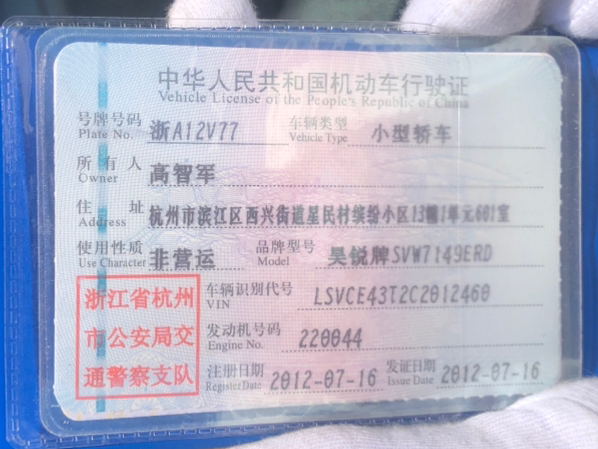 中华人民共和国机动车行驶证
Vehicle License of the People's Republic of China
号牌号码 浙A12V77 车辆类型 小型轿车
Plate No. Vehicle Type
所有人 高智军
Owner
住址 杭州市滨江区西兴街道星民村缤纷小区13幢1单元601室
Address
使用性质 非营运 品牌型号 昊锐牌SVW7149ERD
Use Character Model
浙江省杭州
市公安局交
通警察支队
车辆识别代号 LSVCE43T2C2012460
VIN
发动机号码 220044
Engine No.
注册日期 2012-07-16 发证日期 2012-07-16
Register Date Issue Date